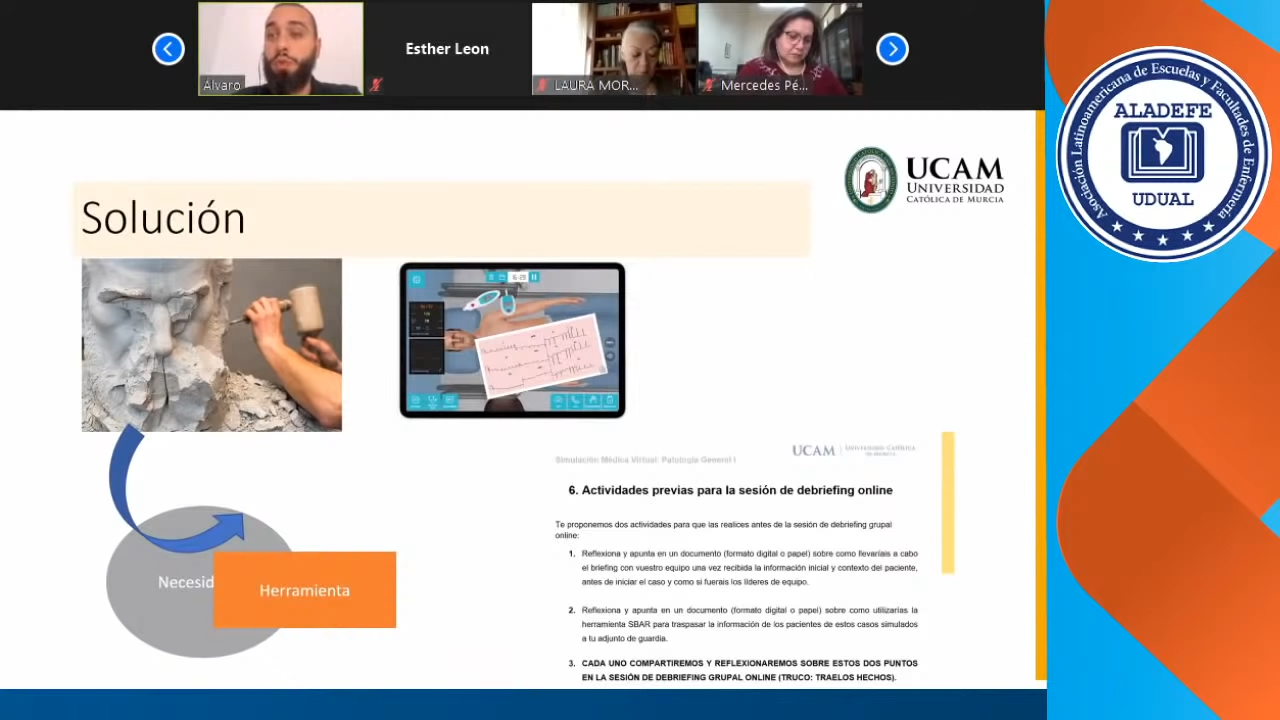 Álvaro
Esther Leon
LAURA MOR...
Mercedes Pé...
Asociación Latinoamericana de Escuelas y Facultades de Enfermería
ALADEFE
UDUAL
UCAM
UNIVERSIDAD
CATÓLICA DE MURCIA
Solución
Necesid
Herramienta
Simulación Médica Virtual: Patología General I
UCAM
UNIVERSIDAD CATÓLICA
DE MURCIA
6. Actividades previas para la sesión de debriefing online
Te proponemos dos actividades para que las realices antes de la sesión de debriefing grupal
online:
1. Reflexiona y apunta en un documento (formato digital o papel) sobre como llevaríais a cabo
el briefing con vuestro equipo una vez recibida la información inicial y contexto del paciente,
antes de iniciar el caso y como si fuerais los líderes de equipo.
2. Reflexiona y apunta en un documento (formato digital o papel) sobre como utilizarías la
herramienta SBAR para traspasar la información de los pacientes de estos casos simulados
a tu adjunto de guardia.
3. CADA UNO COMPARTIREMOS Y REFLEXIONAREMOS SOBRE ESTOS DOS PUNTOS
EN LA SESIÓN DE DEBRIEFING GRUPAL ONLINE (TRUCO: TRAELOS HECHOS).